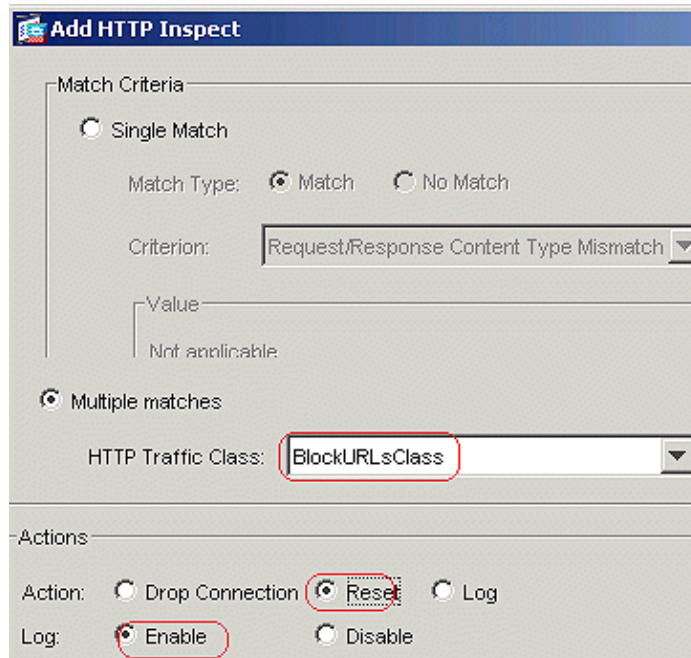 Add HTTP Inspect
Match Criteria
Single Match
Match Type: Match No Match
Criterion: Request/Response Content Type Mismatch
Value
Not applicable
Multiple matches
HTTP Traffic Class: BlockURLsClass
Actions
Action: Drop Connection Reset Log
Log: Enable Disable